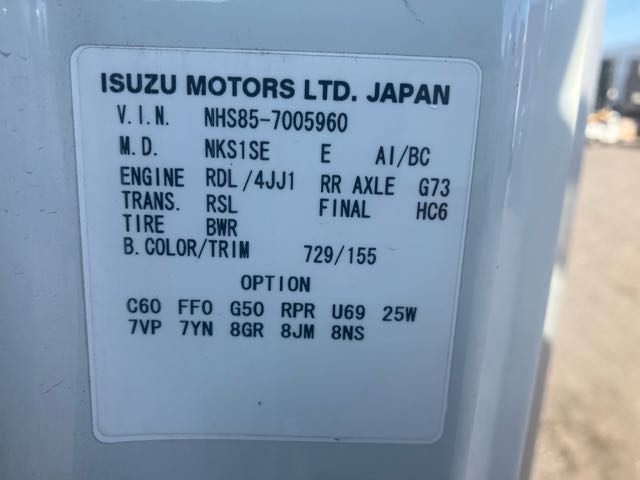 ISUZU MOTORS LTD. JAPAN
V.I.N. NHS85-7005960
M.D. NKS1SE E AI/BC
ENGINE RDL/4JJ1 RR AXLE G73
TRANS. RSL FINAL HC6
TIRE BWR
B.COLOR/TRIM 729/155
OPTION
C60 FF0 G50 RPR U69 25W
7VP 7YN 8GR 8JM 8NS